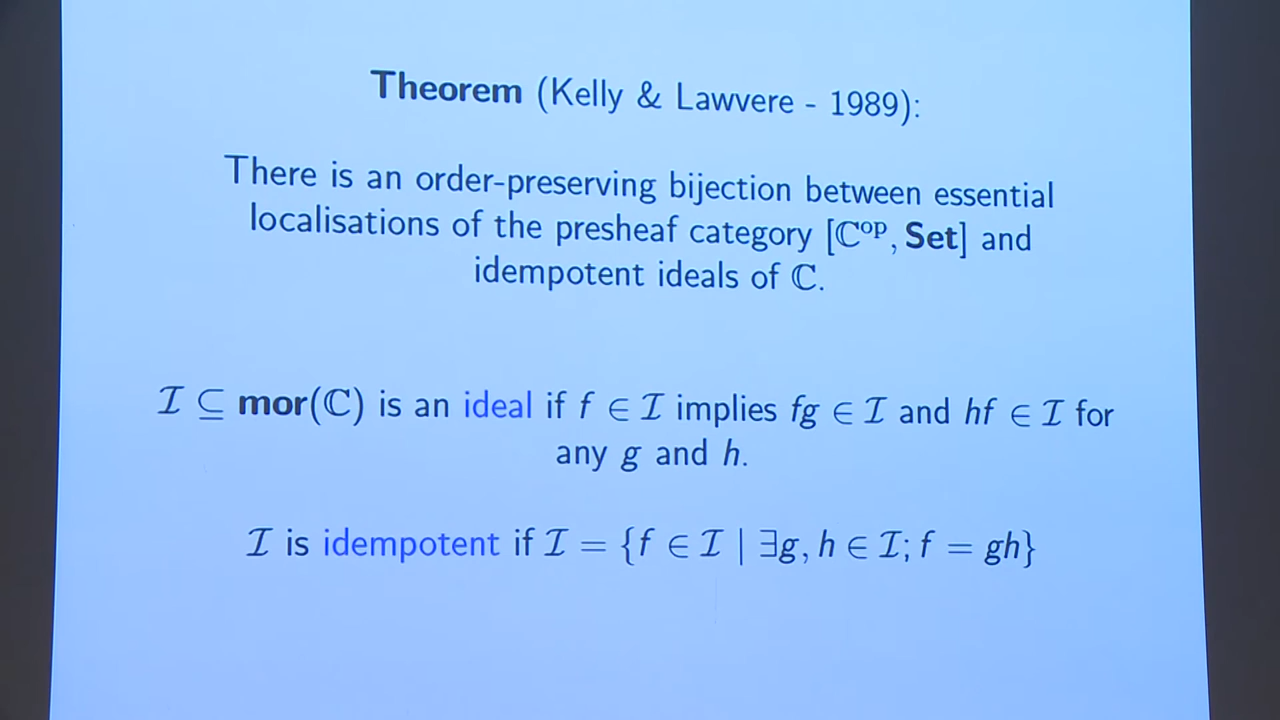 Theorem (Kelly & Lawvere - 1989):
There is an order-preserving bijection between essential
localisations of the presheaf category [ℂᵒᵖ, Set] and
idempotent ideals of ℂ.
ℐ ⊆ mor(ℂ) is an ideal if f ∈ ℐ implies fg ∈ ℐ and hf ∈ ℐ for
any g and h.
ℐ is idempotent if ℐ = {f ∈ ℐ | ∃g, h ∈ ℐ; f = gh}